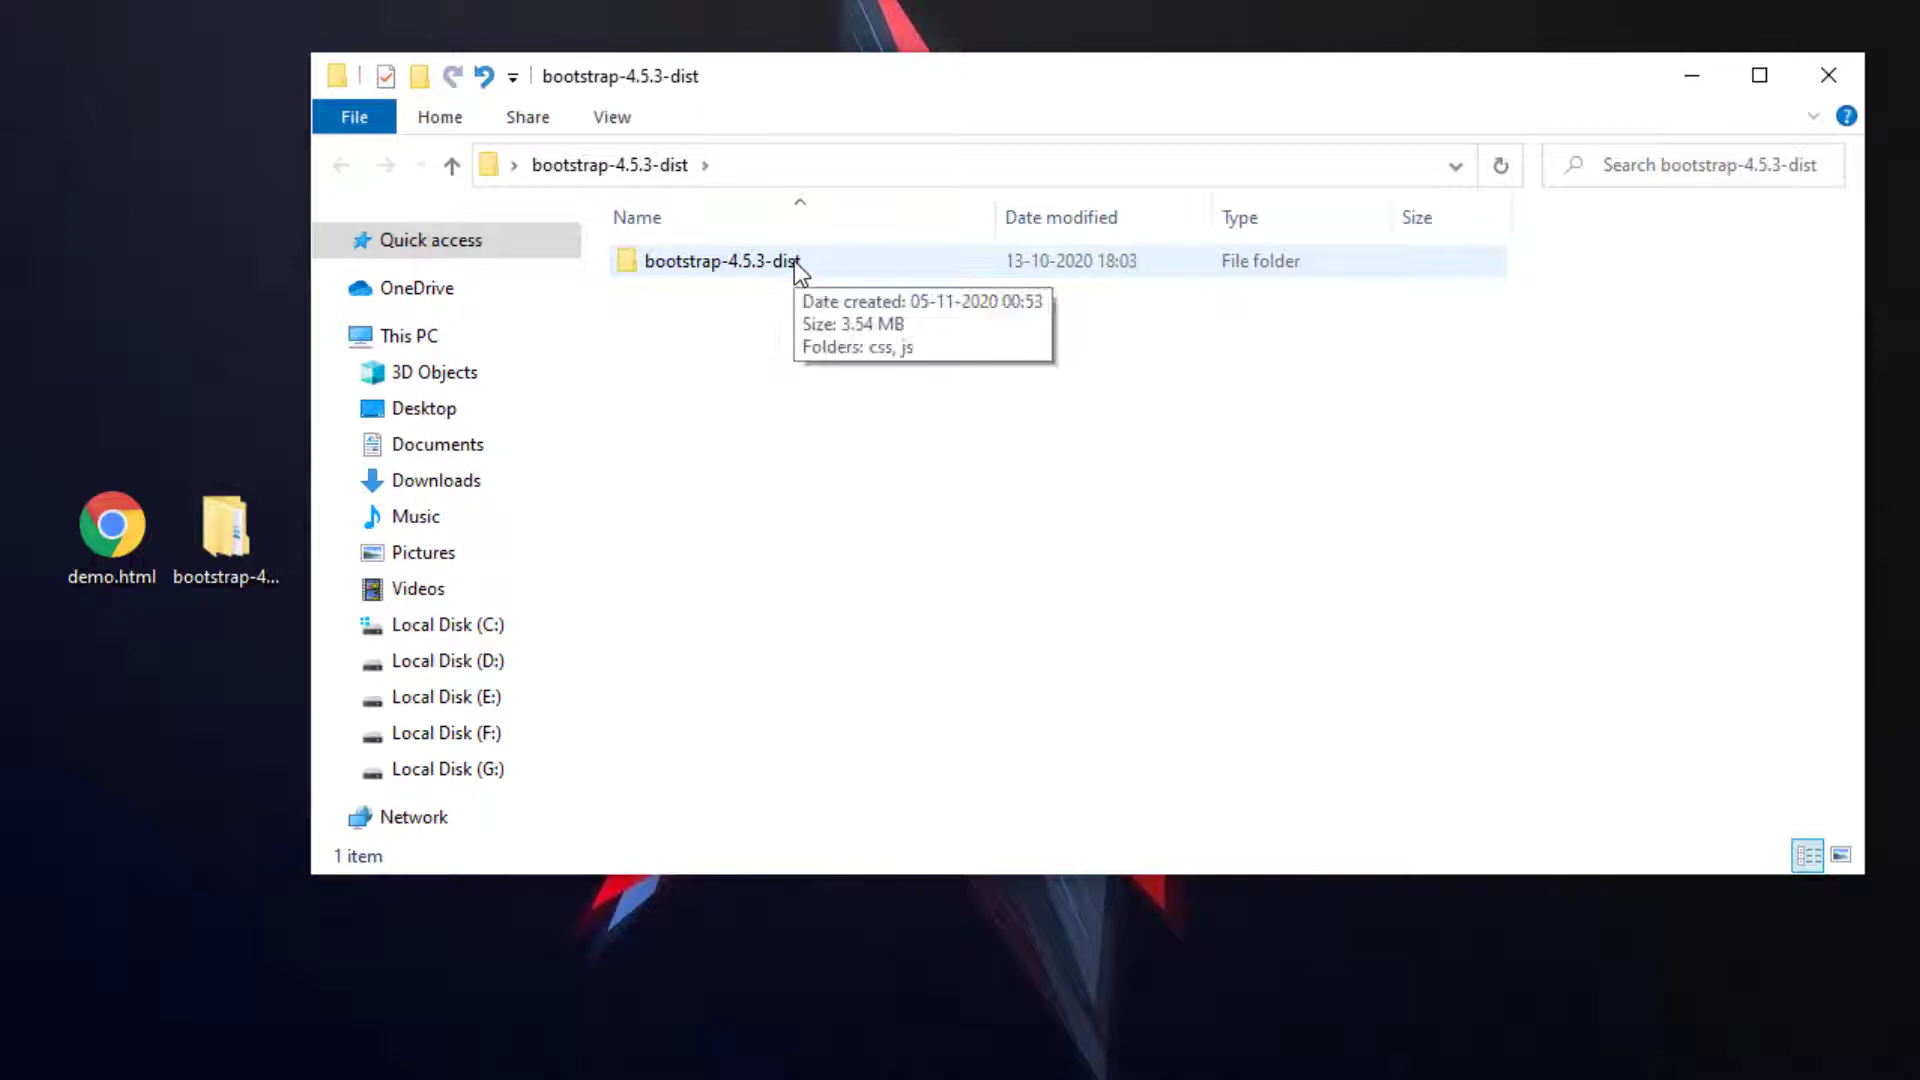 bootstrap-4.5.3-dist
File Home Share View
bootstrap-4.5.3-dist
Search bootstrap-4.5.3-dist
Name Date modified Type Size
bootstrap-4.5.3-dist 13-10-2020 18:03 File folder
Date created: 05-11-2020 00:53
Size: 3.54 MB
Folders: css, js
Quick access
OneDrive
This PC
3D Objects
Desktop
Documents
Downloads
Music
Pictures
Videos
Local Disk (C:)
Local Disk (D:)
Local Disk (E:)
Local Disk (F:)
Local Disk (G:)
Network
1 item
demo.html
bootstrap-4...